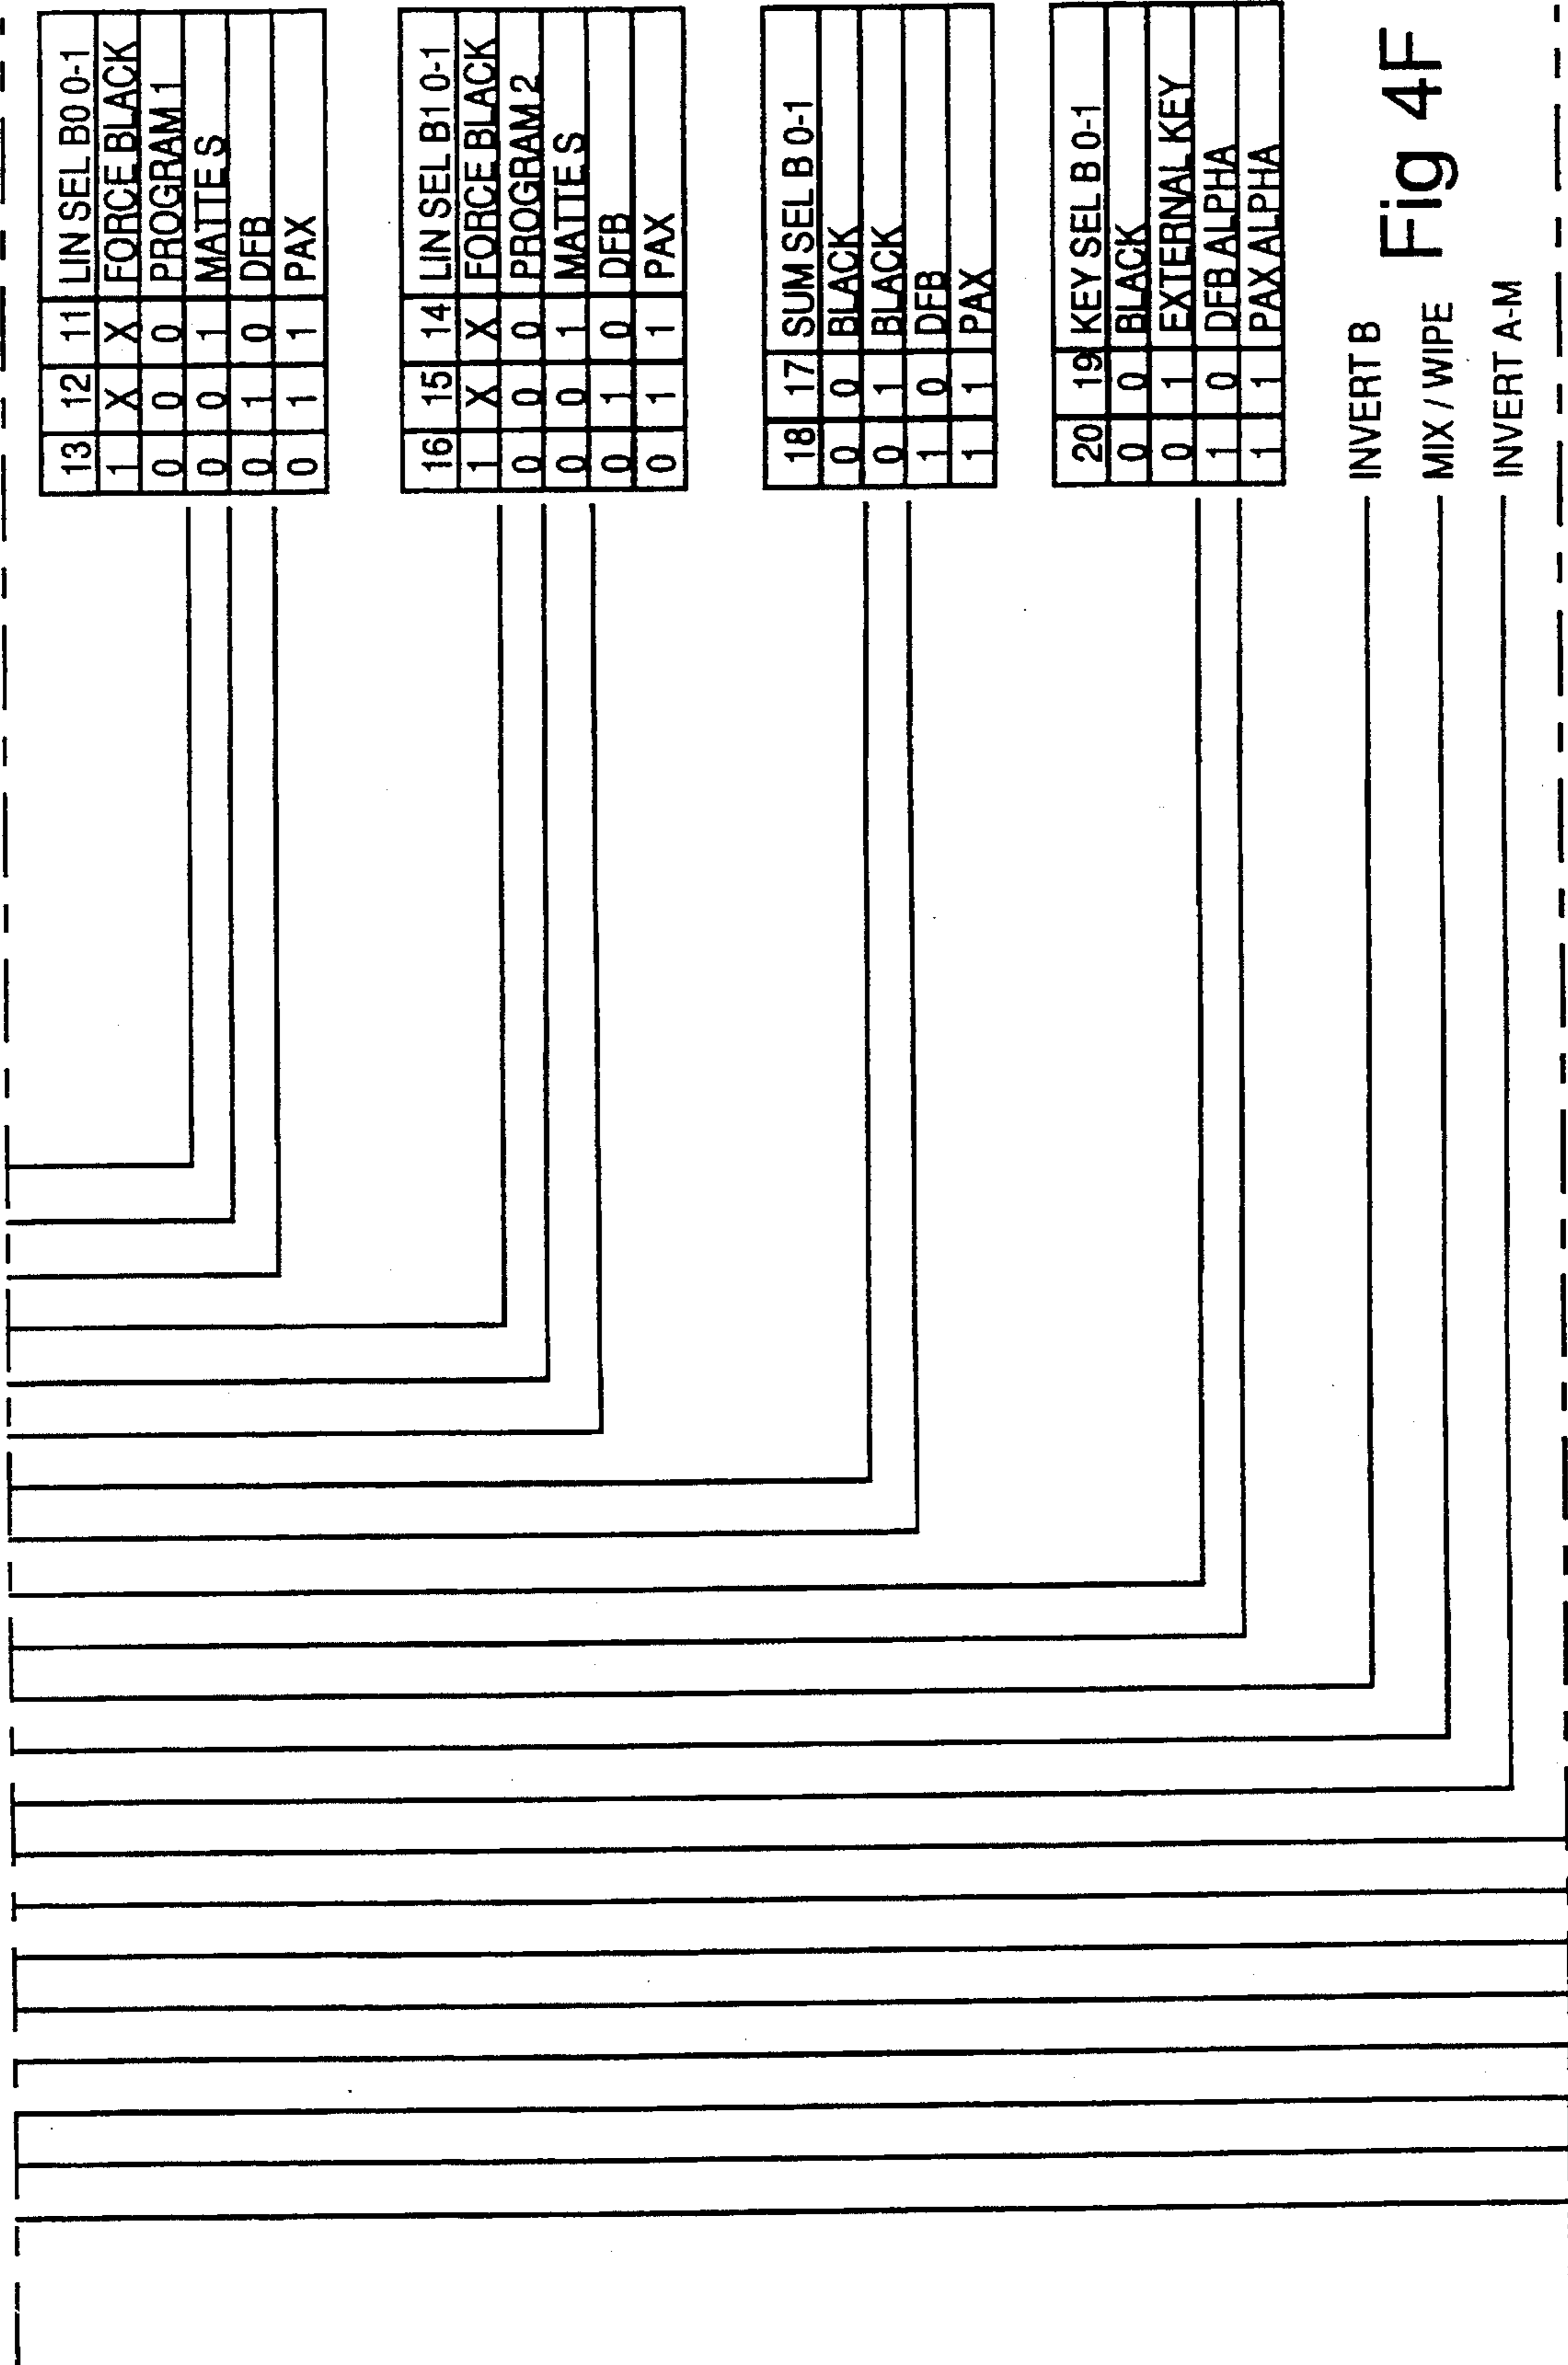 13 12 11 LIN SEL B0 0-1
1 X X FORCE BLACK
0 0 0 PROGRAM 1
0 0 1 MATTE S
0 1 0 DFB
0 1 1 PAX
16 15 14 LIN SEL B1 0-1
1 X X FORCE BLACK
0 0 0 PROGRAM 2
0 0 1 MATTE S
0 1 0 DFB
0 1 1 PAX
18 17 SUM SEL B 0-1
0 0 BLACK
0 1 BLACK
1 0 DFB
1 1 PAX
20 19 KEY SEL B 0-1
0 0 BLACK
0 1 EXTERNAL KEY
1 0 DFB ALPHA
1 1 PAX ALPHA
INVERT B
MIX / WIPE
INVERT A-M
Fig 4F